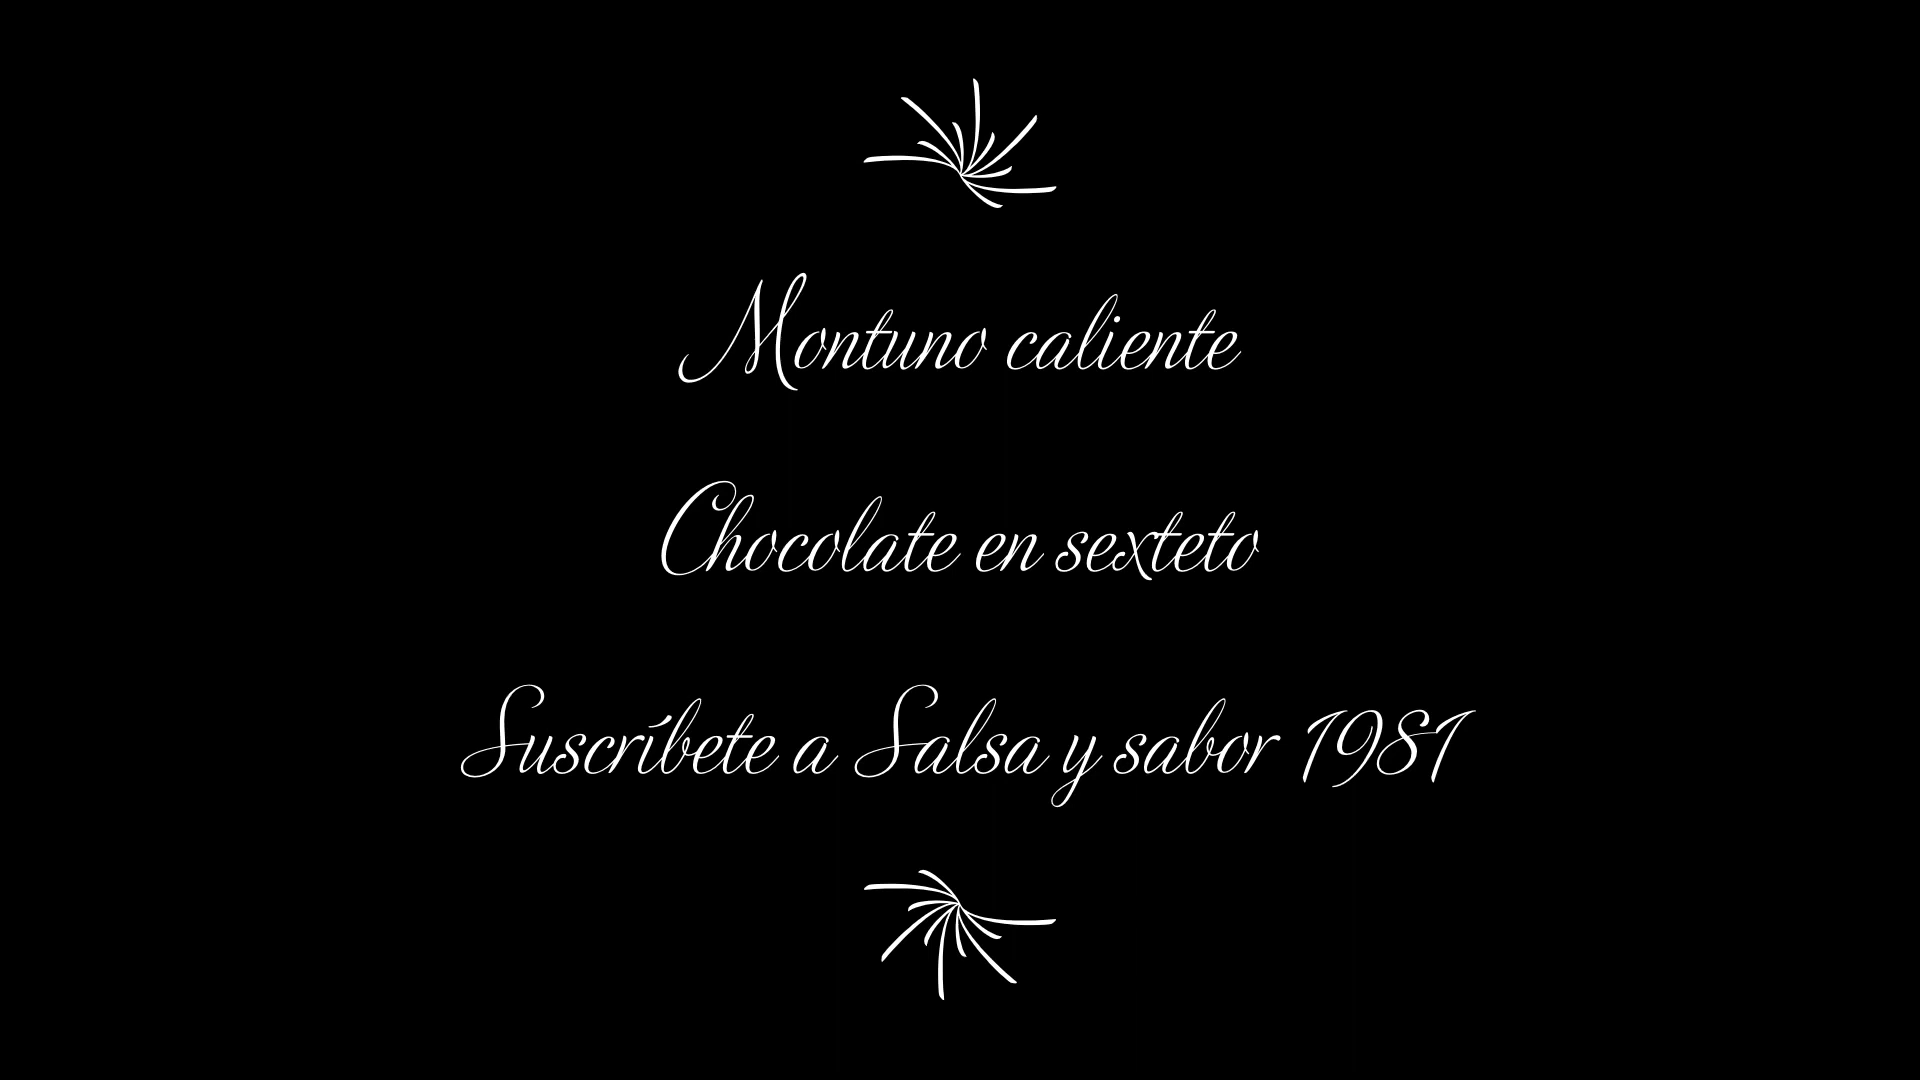 Montuno caliente
Chocolate en sexteto
Suscríbete a Salsa y sabor 1981